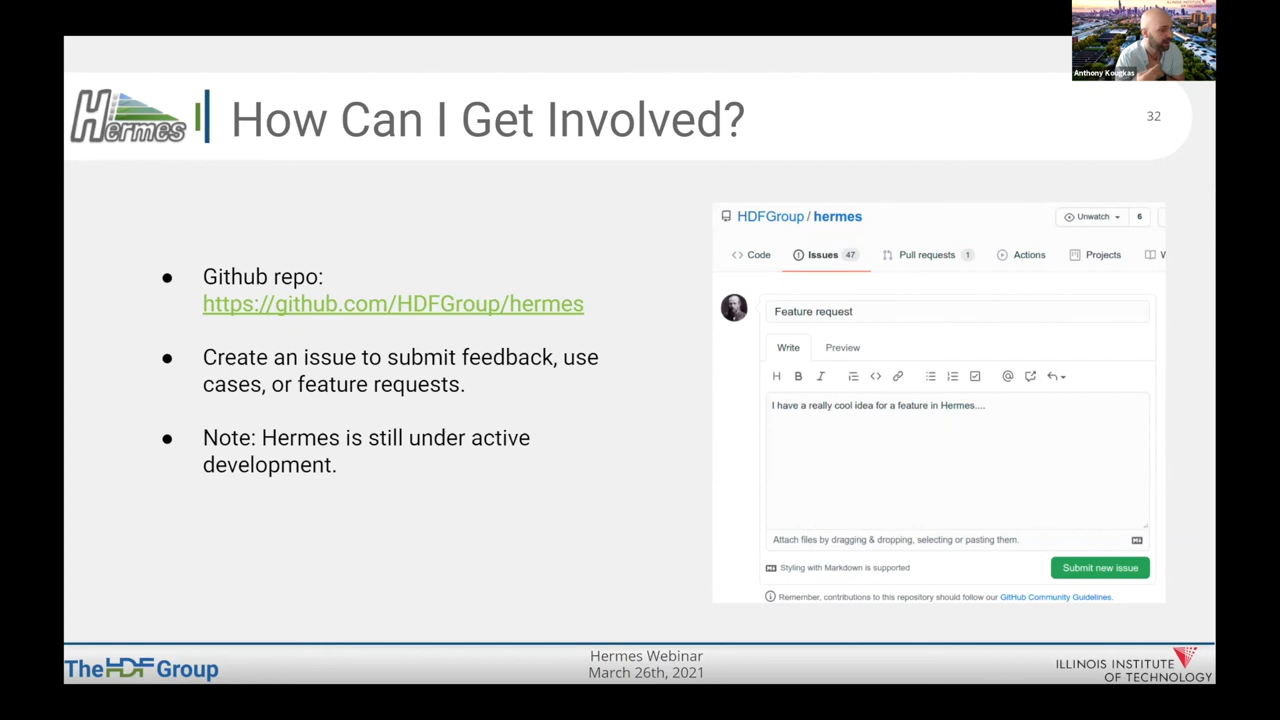 ILLINOIS INSTITUTE
OF TECHNOLOGY
Anthony Kougkas
Hermes
How Can I Get Involved?
32
● Github repo:
https://github.com/HDFGroup/hermes
● Create an issue to submit feedback, use
cases, or feature requests.
● Note: Hermes is still under active
development.
HDFGroup / hermes
Unwatch 6
Code Issues 47 Pull requests 1 Actions Projects W
Feature request
Write Preview
H B I
I have a really cool idea for a feature in Hermes....
Attach files by dragging & dropping, selecting or pasting them.
Styling with Markdown is supported
Submit new issue
Remember, contributions to this repository should follow our GitHub Community Guidelines.
The HDF Group
Hermes Webinar
March 26th, 2021
ILLINOIS INSTITUTE
OF TECHNOLOGY